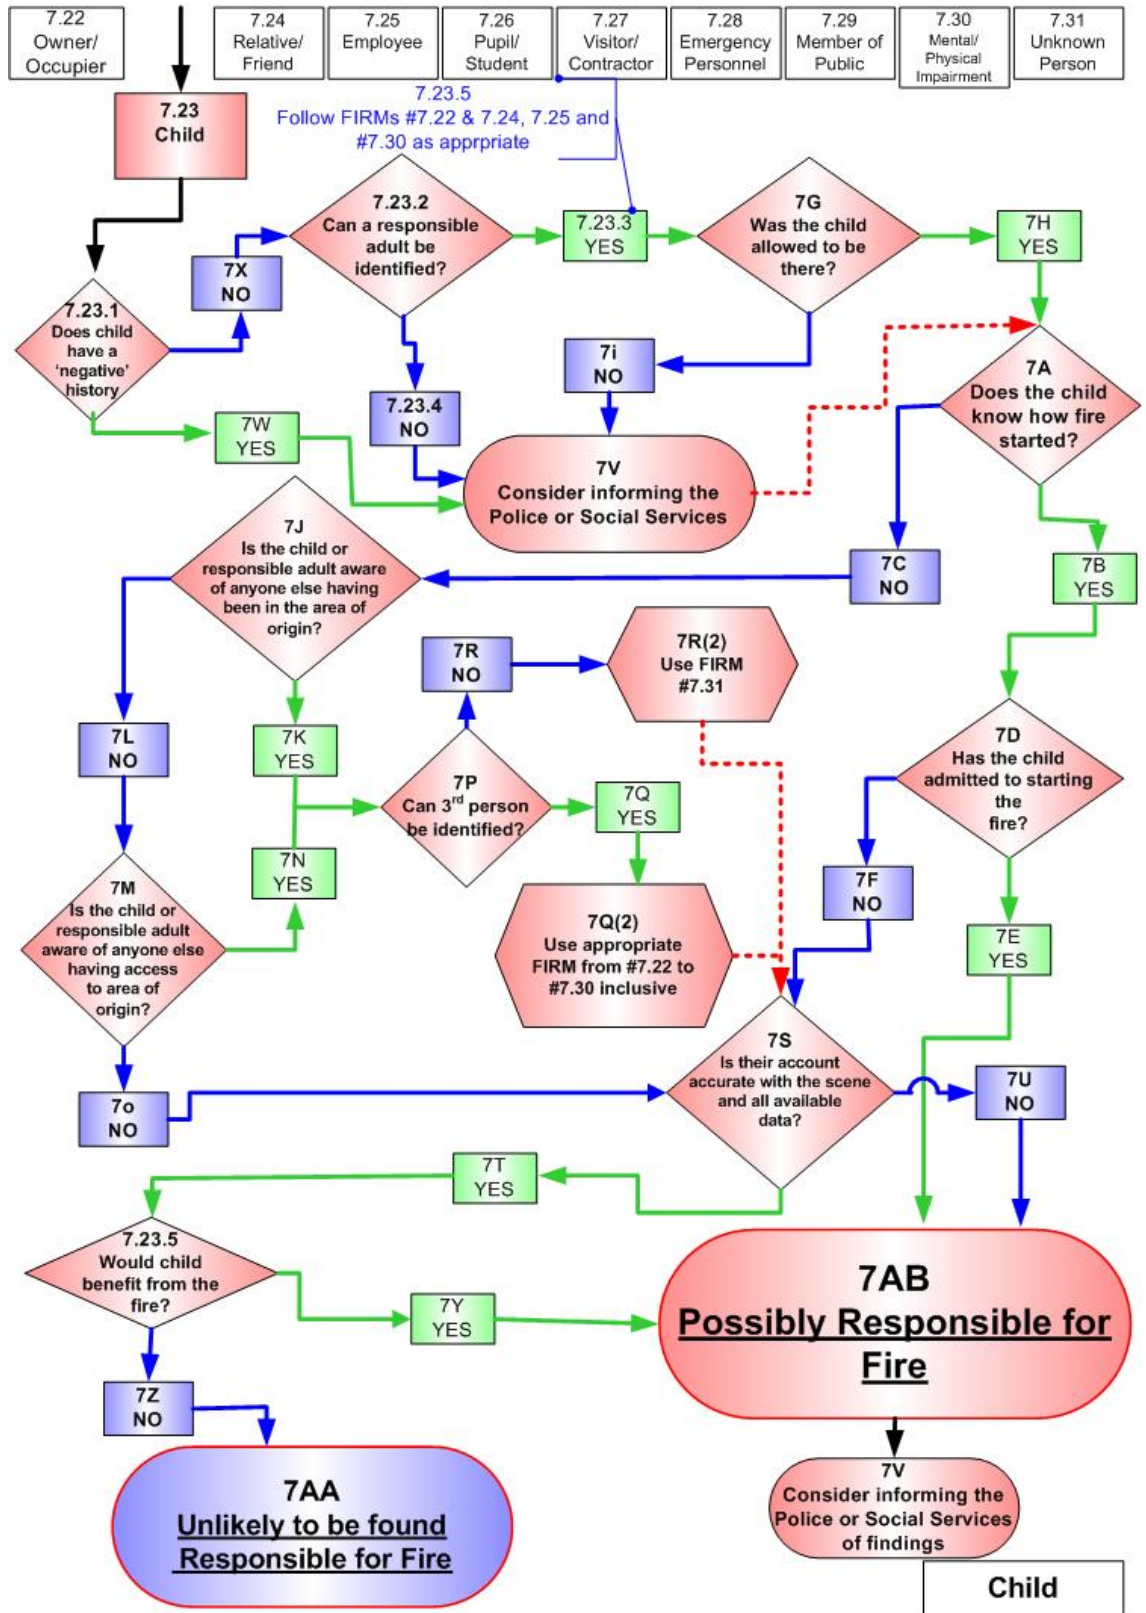 7.22
Owner/
Occupier
7.24
Relative/
Friend
7.25
Employee
7.26
Pupil/
Student
7.27
Visitor/
Contractor
7.28
Emergency
Personnel
7.29
Member of
Public
7.30
Mental/
Physical
Impairment
7.31
Unknown
Person
7.23
Child
7.23.5
Follow FIRMs #7.22 & 7.24, 7.25 and
#7.30 as apprpriate
7.23.2
Can a responsible
adult be
identified?
7.23.3
YES
7G
Was the child
allowed to be
there?
7H
YES
7X
NO
7.23.1
Does child
have a
'negative'
history
7i
NO
7A
Does the child
know how fire
started?
7.23.4
NO
7W
YES
7V
Consider informing the
Police or Social Services
7J
Is the child or
responsible adult aware
of anyone else having
been in the area of
origin?
7C
NO
7B
YES
7R
NO
7R(2)
Use FIRM
#7.31
7L
NO
7K
YES
7D
Has the child
admitted to starting
the
fire?
7P
Can 3rd person
be identified?
7Q
YES
7N
YES
7M
Is the child or
responsible adult
aware of anyone else
having access
to area of
origin?
7F
NO
7Q(2)
Use appropriate
FIRM from #7.22 to
#7.30 inclusive
7E
YES
7S
Is their account
accurate with the scene
and all available
data?
7o
NO
7U
NO
7T
YES
7.23.5
Would child
benefit from the
fire?
7Y
YES
7AB
Possibly Responsible for
Fire
7Z
NO
7AA
Unlikely to be found
Responsible for Fire
7V
Consider informing the
Police or Social Services
of findings
Child